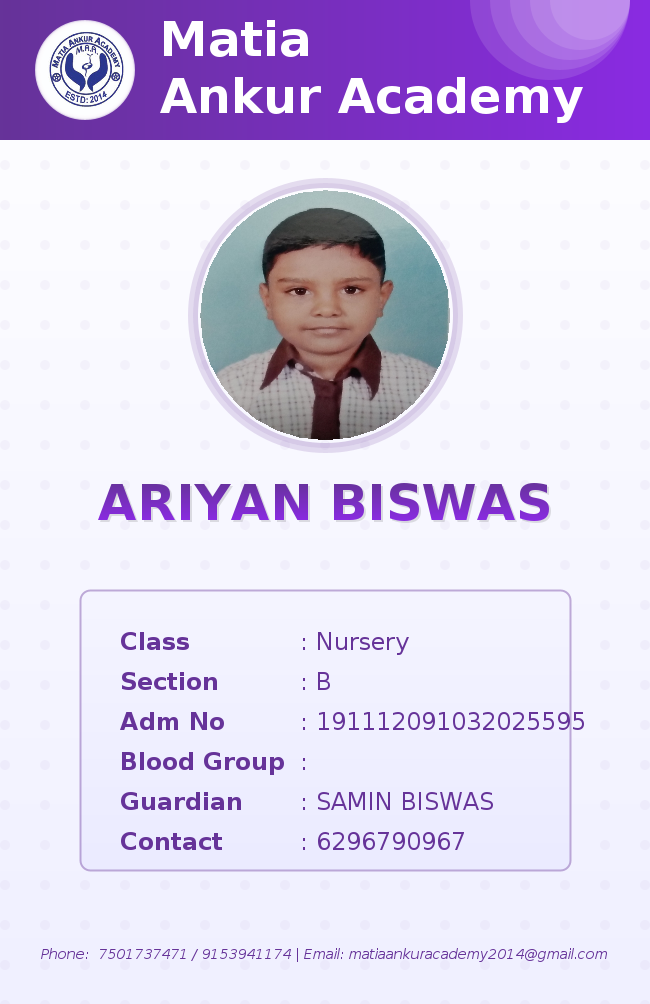 MATIA ANKUR ACADEMY
M.A.A
ESTD: 2014
Matia
Ankur Academy
ARIYAN BISWAS
Class : Nursery
Section : B
Adm No : 191112091032025595
Blood Group :
Guardian : SAMIN BISWAS
Contact : 6296790967
Phone: 7501737471 / 9153941174 | Email: matiaankuracademy2014@gmail.com